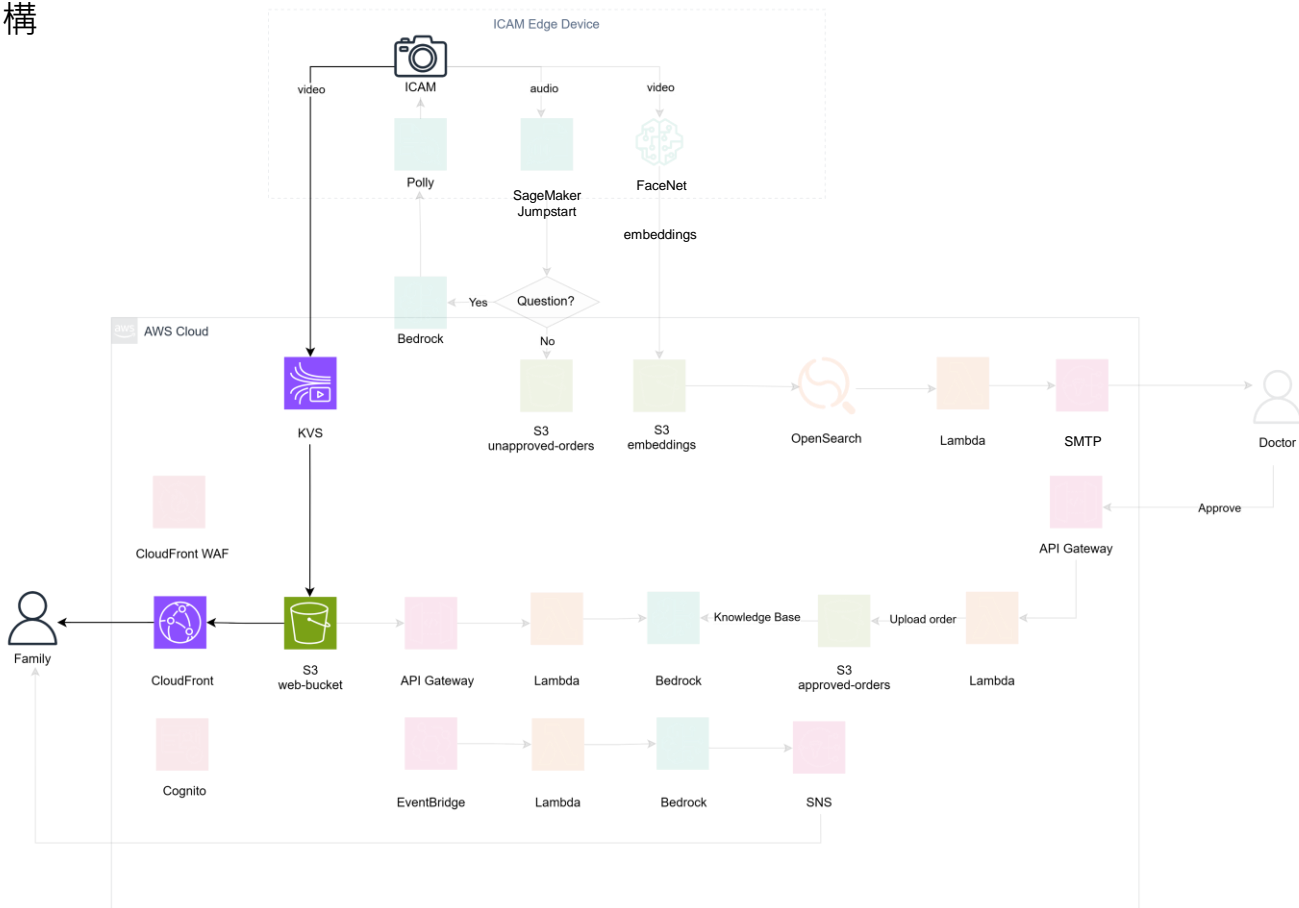 構
ICAM Edge Device
video
ICAM
audio
video
Polly
SageMaker
Jumpstart
FaceNet
embeddings
Question?
Yes
Bedrock
No
aws
AWS Cloud
KVS
S3
unapproved-orders
S3
embeddings
OpenSearch
Lambda
SMTP
Doctor
CloudFront WAF
Approve
API Gateway
Family
CloudFront
S3
web-bucket
API Gateway
Lambda
Bedrock
Knowledge Base
S3
approved-orders
Upload order
Lambda
Cognito
EventBridge
Lambda
Bedrock
SNS